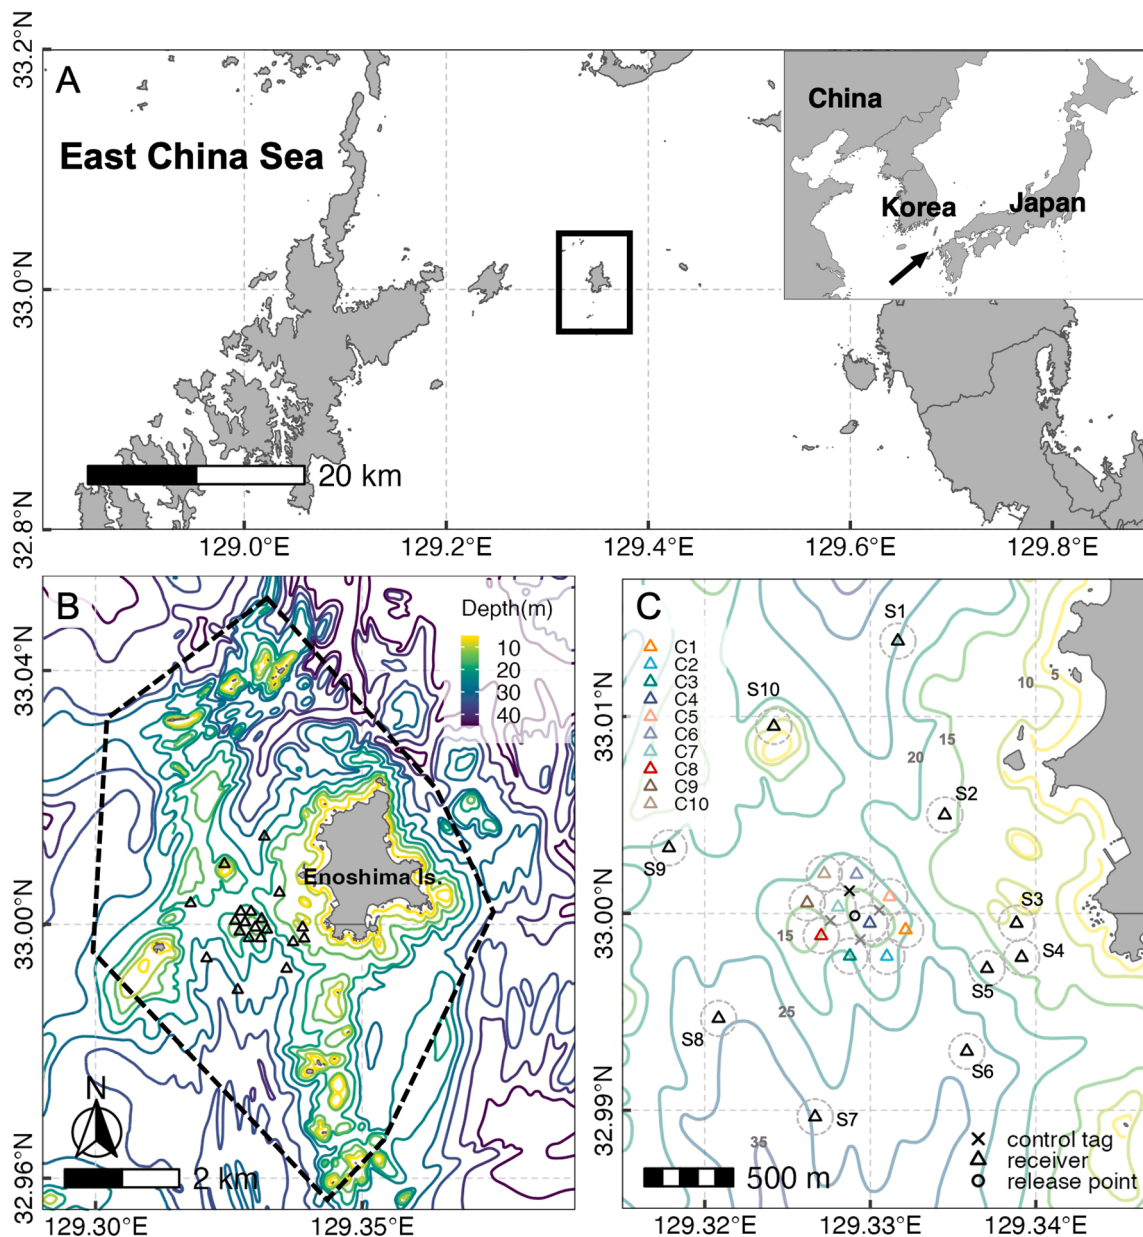 A
33.2°N
33.0°N
32.8°N
East China Sea
China
Korea
Japan
20 km
129.0°E
129.2°E
129.4°E
129.6°E
129.8°E
B
Depth(m)
10
20
30
40
33.04°N
33.00°N
32.96°N
Enoshima Is.
N
2 km
129.30°E
129.35°E
C
C1
C2
C3
C4
C5
C6
C7
C8
C9
C10
S1
S10
S2
S9
S3
S4
S5
S8
S6
S7
5
10
15
20
15
25
35
33.01°N
33.00°N
32.99°N
control tag
receiver
release point
500 m
129.32°E
129.33°E
129.34°E